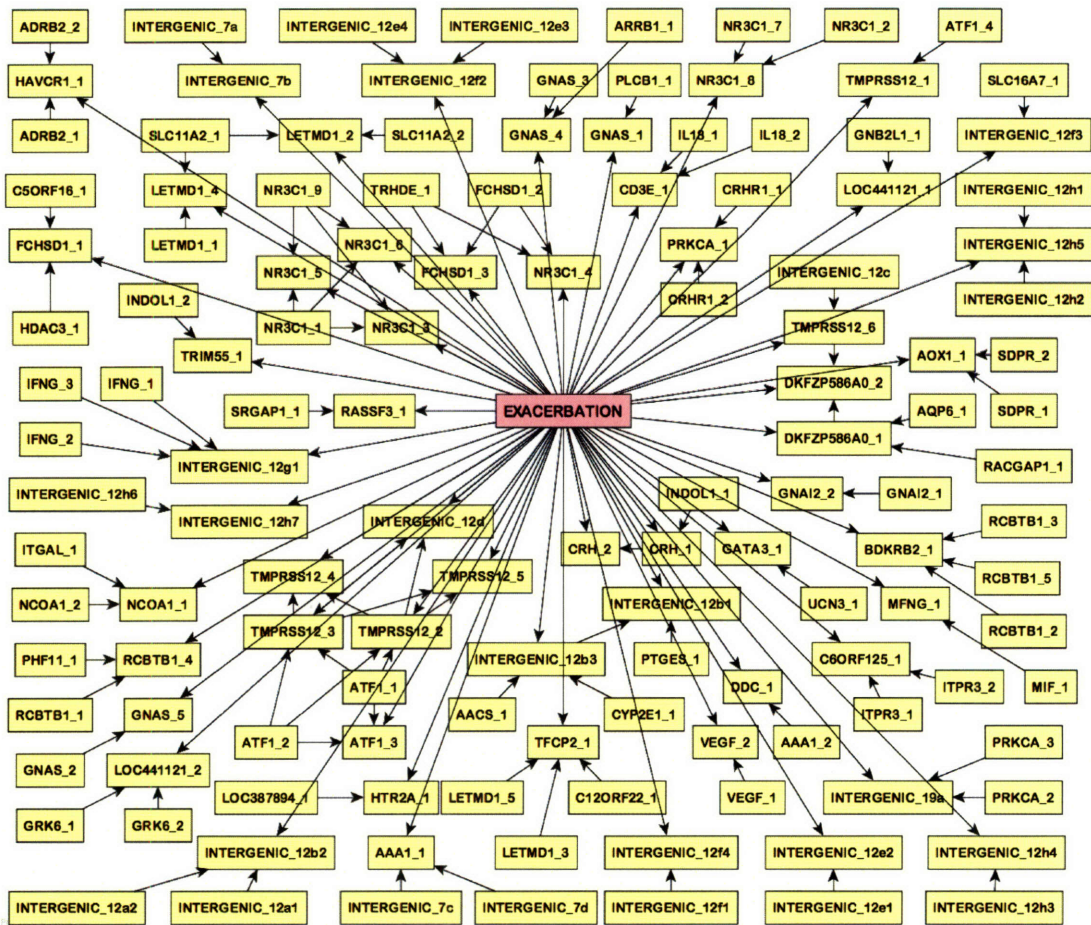 ADRB2_2
INTERGENIC_7a
INTERGENIC_12e4
INTERGENIC_12e3
ARRB1_1
NR3C1_7
NR3C1_2
ATF1_4
HAVCR1_1
INTERGENIC_7b
INTERGENIC_12f2
GNAS_3
PLCB1_1
NR3C1_8
TMPRSS12_1
SLC16A7_1
ADRB2_1
SLC11A2_1
LETMD1_2
SLC11A2_2
GNAS_4
GNAS_1
IL18_1
IL18_2
GNB2L1_1
INTERGENIC_12f3
C5ORF16_1
LETMD1_4
NR3C1_9
TRHDE_1
FCHSD1_2
CD3E_1
CRHR1_1
LOC441121_1
INTERGENIC_12h1
FCHSD1_1
LETMD1_1
NR3C1_6
PRKCA_1
INTERGENIC_12h5
NR3C1_5
FCHSD1_3
NR3C1_4
INTERGENIC_12c
INDOL1_2
CRHR1_2
INTERGENIC_12h2
HDAC3_1
NR3C1_1
NR3C1_3
TMPRSS12_6
TRIM55_1
AOX1_1
SDPR_2
IFNG_3
IFNG_1
DKFZP586A0_2
SRGAP1_1
RASSF3_1
EXACERBATION
AQP6_1
SDPR_1
IFNG_2
DKFZP586A0_1
INTERGENIC_12g1
RACGAP1_1
INTERGENIC_12h6
INDOL1_1
GNAI2_2
GNAI2_1
INTERGENIC_12h7
INTERGENIC_12d
RCBTB1_3
ITGAL_1
CRH_2
CRH_1
GATA3_1
BDKRB2_1
TMPRSS12_4
TMPRSS12_5
RCBTB1_5
NCOA1_2
NCOA1_1
INTERGENIC_12b1
UCN3_1
MFNG_1
TMPRSS12_3
TMPRSS12_2
RCBTB1_2
PHF11_1
RCBTB1_4
INTERGENIC_12b3
PTGES_1
C6ORF125_1
ATF1_1
DDC_1
ITPR3_2
MIF_1
RCBTB1_1
GNAS_5
AACS_1
CYP2E1_1
ITPR3_1
ATF1_2
ATF1_3
TFCP2_1
VEGF_2
AAA1_2
PRKCA_3
GNAS_2
LOC441121_2
LOC387894_1
HTR2A_1
LETMD1_5
C12ORF22_1
VEGF_1
INTERGENIC_19a
PRKCA_2
GRK6_1
GRK6_2
INTERGENIC_12b2
AAA1_1
LETMD1_3
INTERGENIC_12f4
INTERGENIC_12e2
INTERGENIC_12h4
INTERGENIC_12a2
INTERGENIC_12a1
INTERGENIC_7c
INTERGENIC_7d
INTERGENIC_12f1
INTERGENIC_12e1
INTERGENIC_12h3